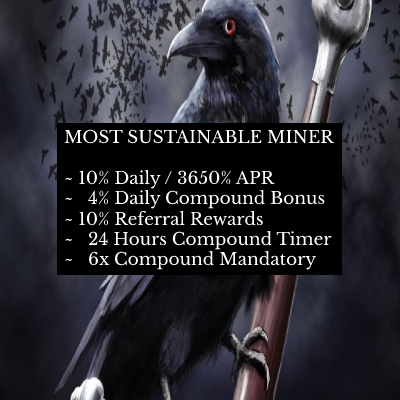 MOST SUSTAINABLE MINER
~ 10% Daily / 3650% APR
~ 4% Daily Compound Bonus
~ 10% Referral Rewards
~ 24 Hours Compound Timer
~ 6x Compound Mandatory